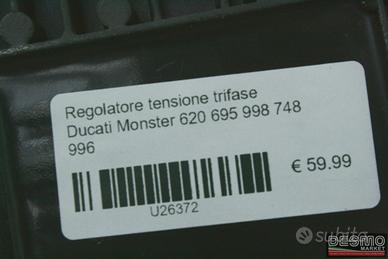 Regolatore tensione trifase
Ducati Monster 620 695 998 748
996
€ 59.99
U26372
subito
DESMO
MARKET